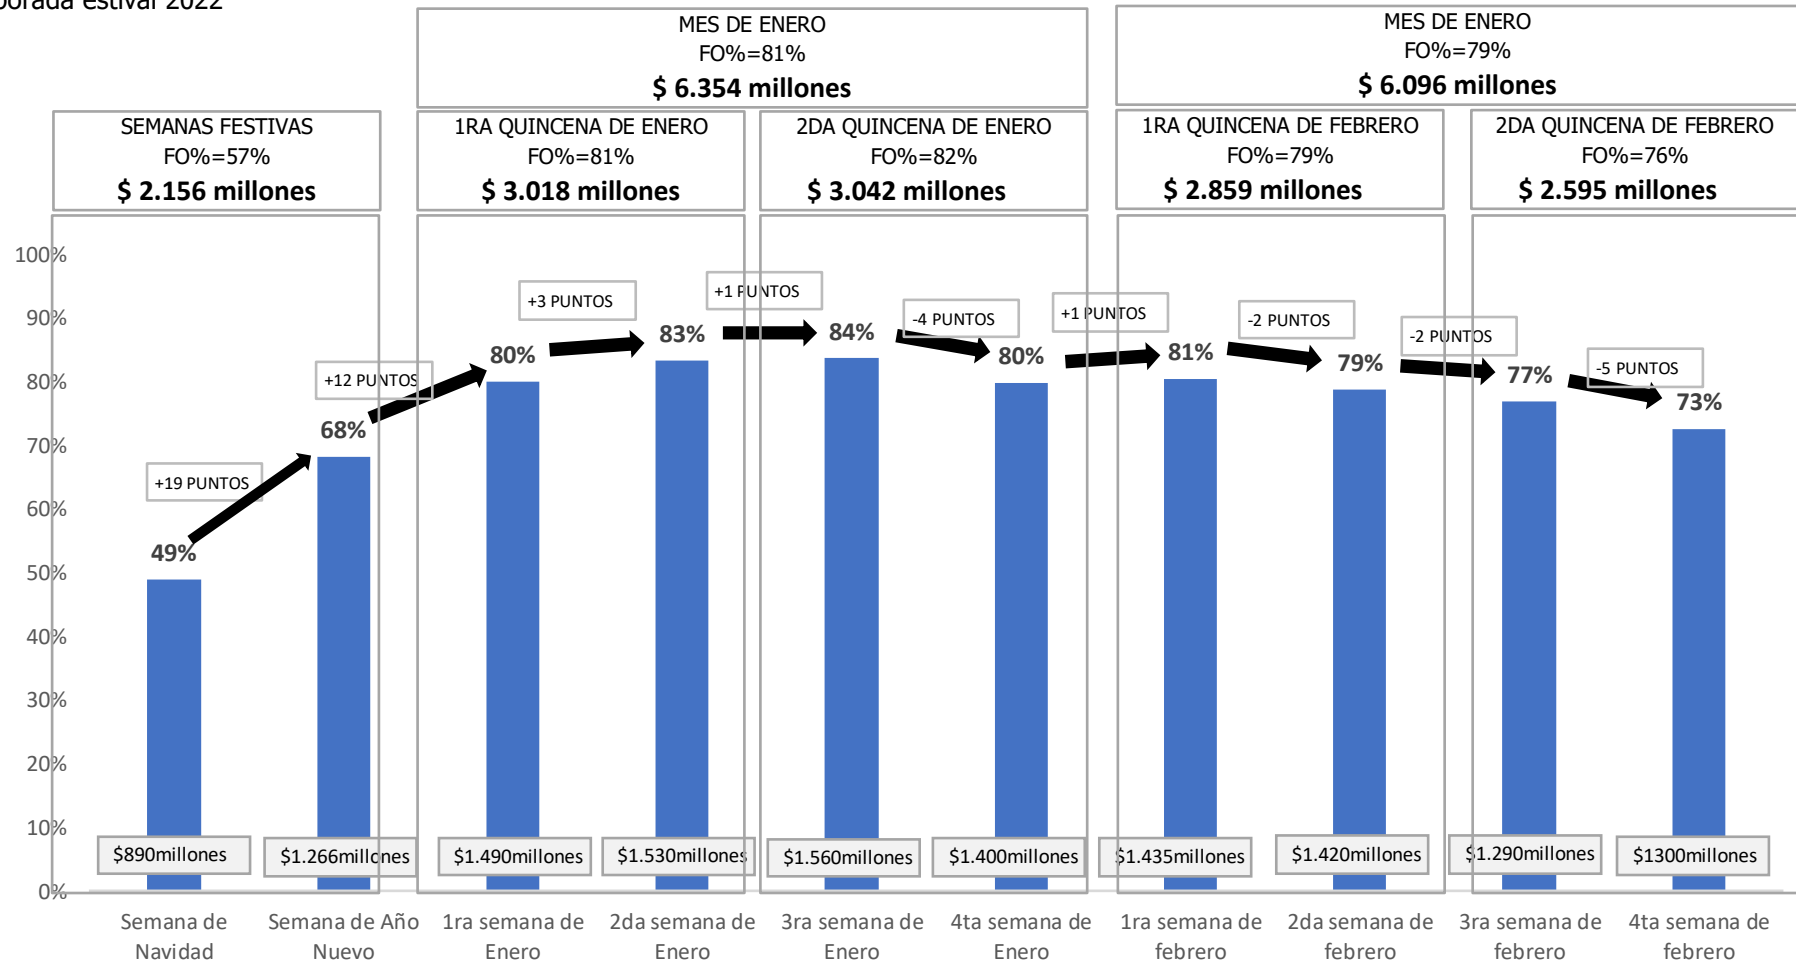 estival 2022
MES DE ENERO
FO%=81%
$ 6.354 millones
MES DE ENERO
FO%=79%
$ 6.096 millones
SEMANAS FESTIVAS
FO%=57%
$ 2.156 millones
1RA QUINCENA DE ENERO
FO%=81%
$ 3.018 millones
2DA QUINCENA DE ENERO
FO%=82%
$ 3.042 millones
1RA QUINCENA DE FEBRERO
FO%=79%
$ 2.859 millones
2DA QUINCENA DE FEBRERO
FO%=76%
$ 2.595 millones
100%
90%
80%
70%
60%
50%
40%
30%
20%
10%
0%
+19 PUNTOS
+12 PUNTOS
+3 PUNTOS
+1 PUNTOS
-4 PUNTOS
+1 PUNTOS
-2 PUNTOS
-2 PUNTOS
-5 PUNTOS
49%
68%
80%
83%
84%
80%
81%
79%
77%
73%
$890millones
$1.266millones
$1.490millones
$1.530millones
$1.560millones
$1.400millones
$1.435millones
$1.420millones
$1.290millones
$1300millones
Semana de
Navidad
Semana de Año
Nuevo
1ra semana de
Enero
2da semana de
Enero
3ra semana de
Enero
4ta semana de
Enero
1ra semana de
febrero
2da semana de
febrero
3ra semana de
febrero
4ta semana de
febrero